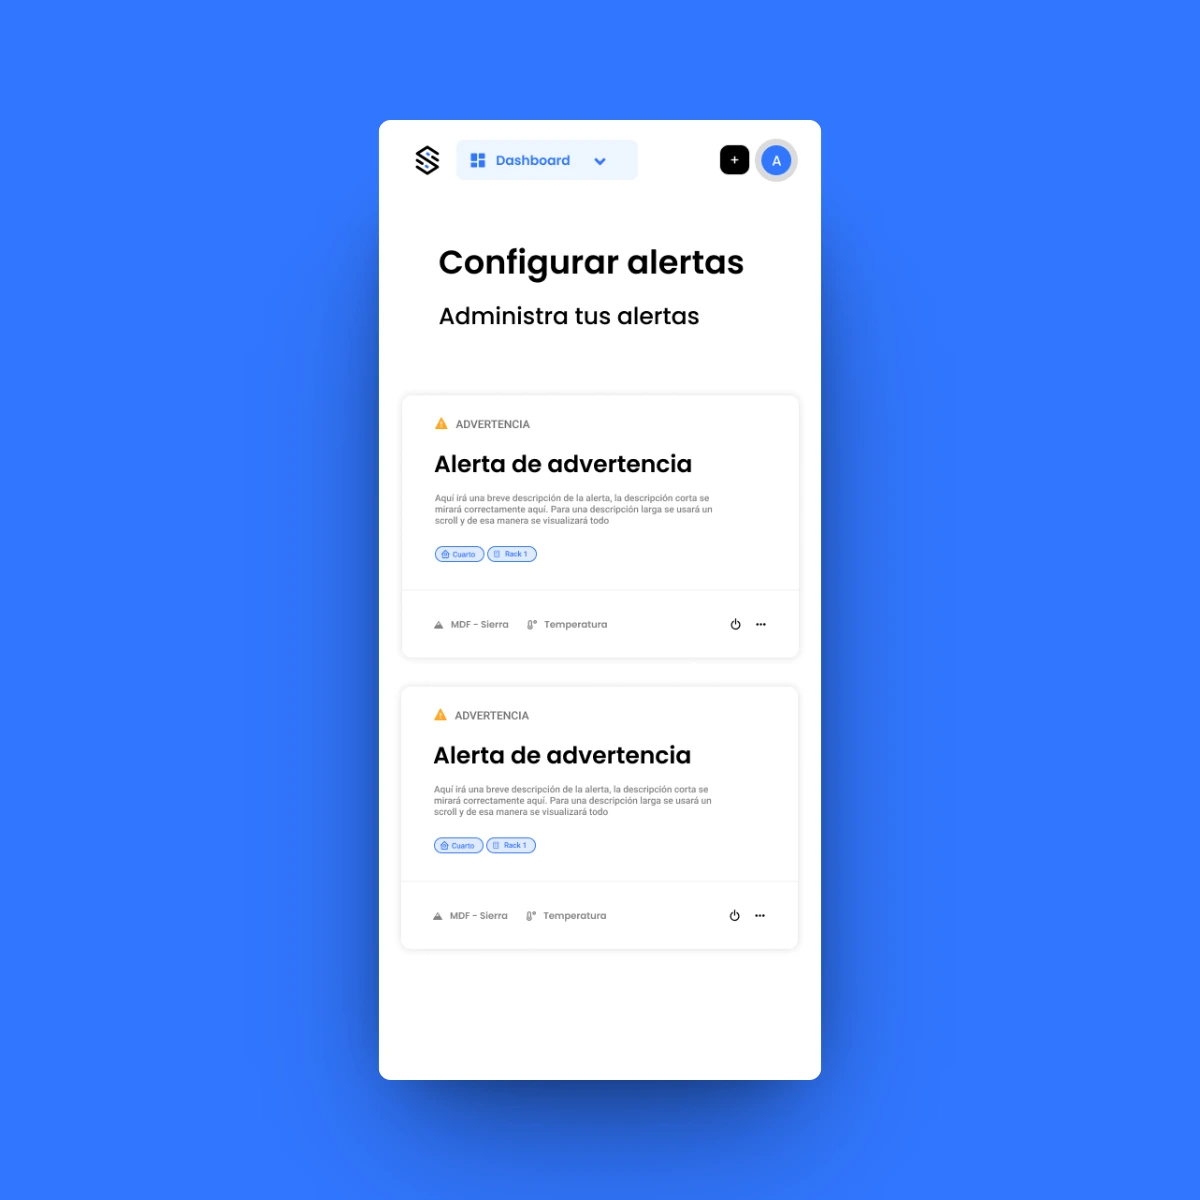 Dashboard
+
A
Configurar alertas
Administra tus alertas
ADVERTENCIA
Alerta de advertencia
Aquí irá una breve descripción de la alerta, la descripción corta se
mirará correctamente aquí. Para una descripción larga se usará un
scroll y de esa manera se visualizará todo
Cuarto
Rack 1
MDF - Sierra
Temperatura
ADVERTENCIA
Alerta de advertencia
Aquí irá una breve descripción de la alerta, la descripción corta se
mirará correctamente aquí. Para una descripción larga se usará un
scroll y de esa manera se visualizará todo
Cuarto
Rack 1
MDF - Sierra
Temperatura